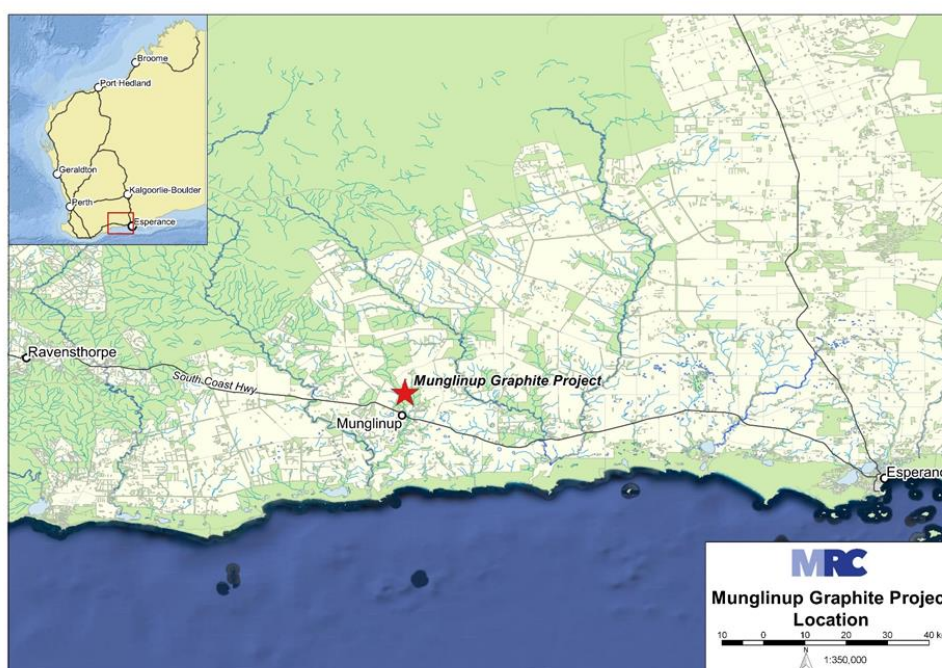 Broome
Port Hedland
Geraldton
Kalgoorlie-Boulder
Perth
Esperance
Ravensthorpe
South Coast Hwy
Munglinup Graphite Project
Munglinup
Esperanc
MRC
Munglinup Graphite Projec
Location
10 0 10 20 30 40 k
N
1:350,000